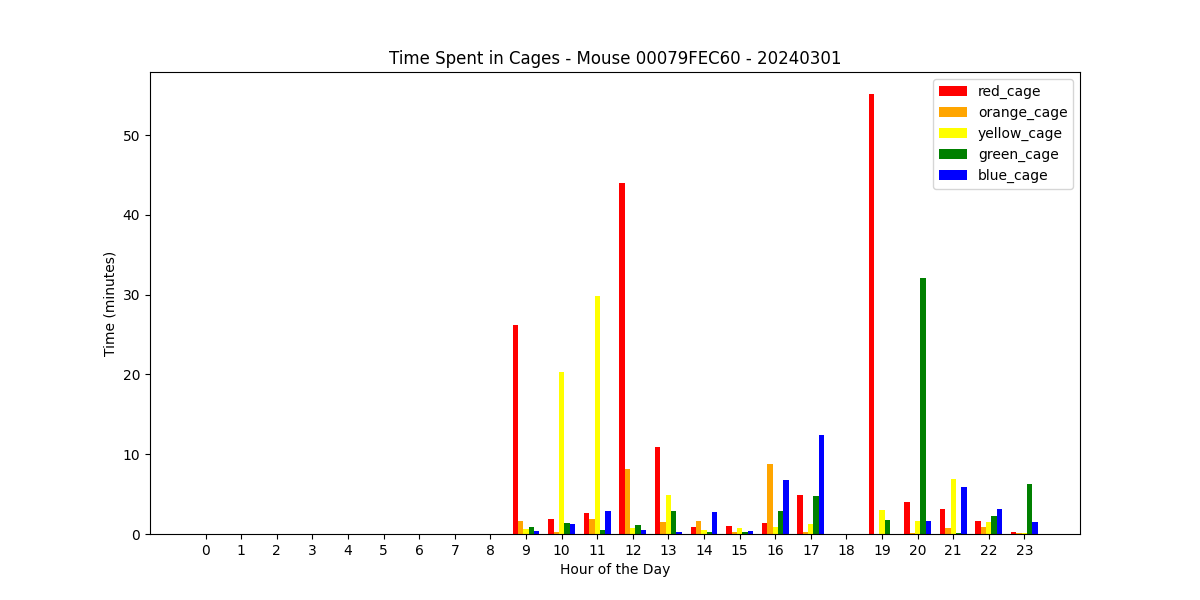 Time Spent in Cages - Mouse 00079FEC60 - 20240301
red_cage
orange_cage
yellow_cage
green_cage
blue_cage
Time (minutes)
50
40
30
20
10
0
0 1 2 3 4 5 6 7 8 9 10 11 12 13 14 15 16 17 18 19 20 21 22 23
Hour of the Day